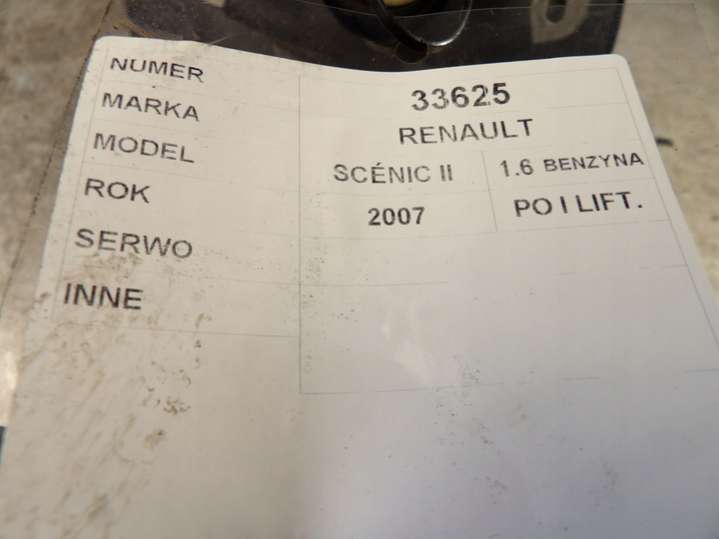 NUMER 33625
MARKA RENAULT
MODEL SCÉNIC II 1.6 BENZYNA
ROK 2007 PO I LIFT.
SERWO
INNE